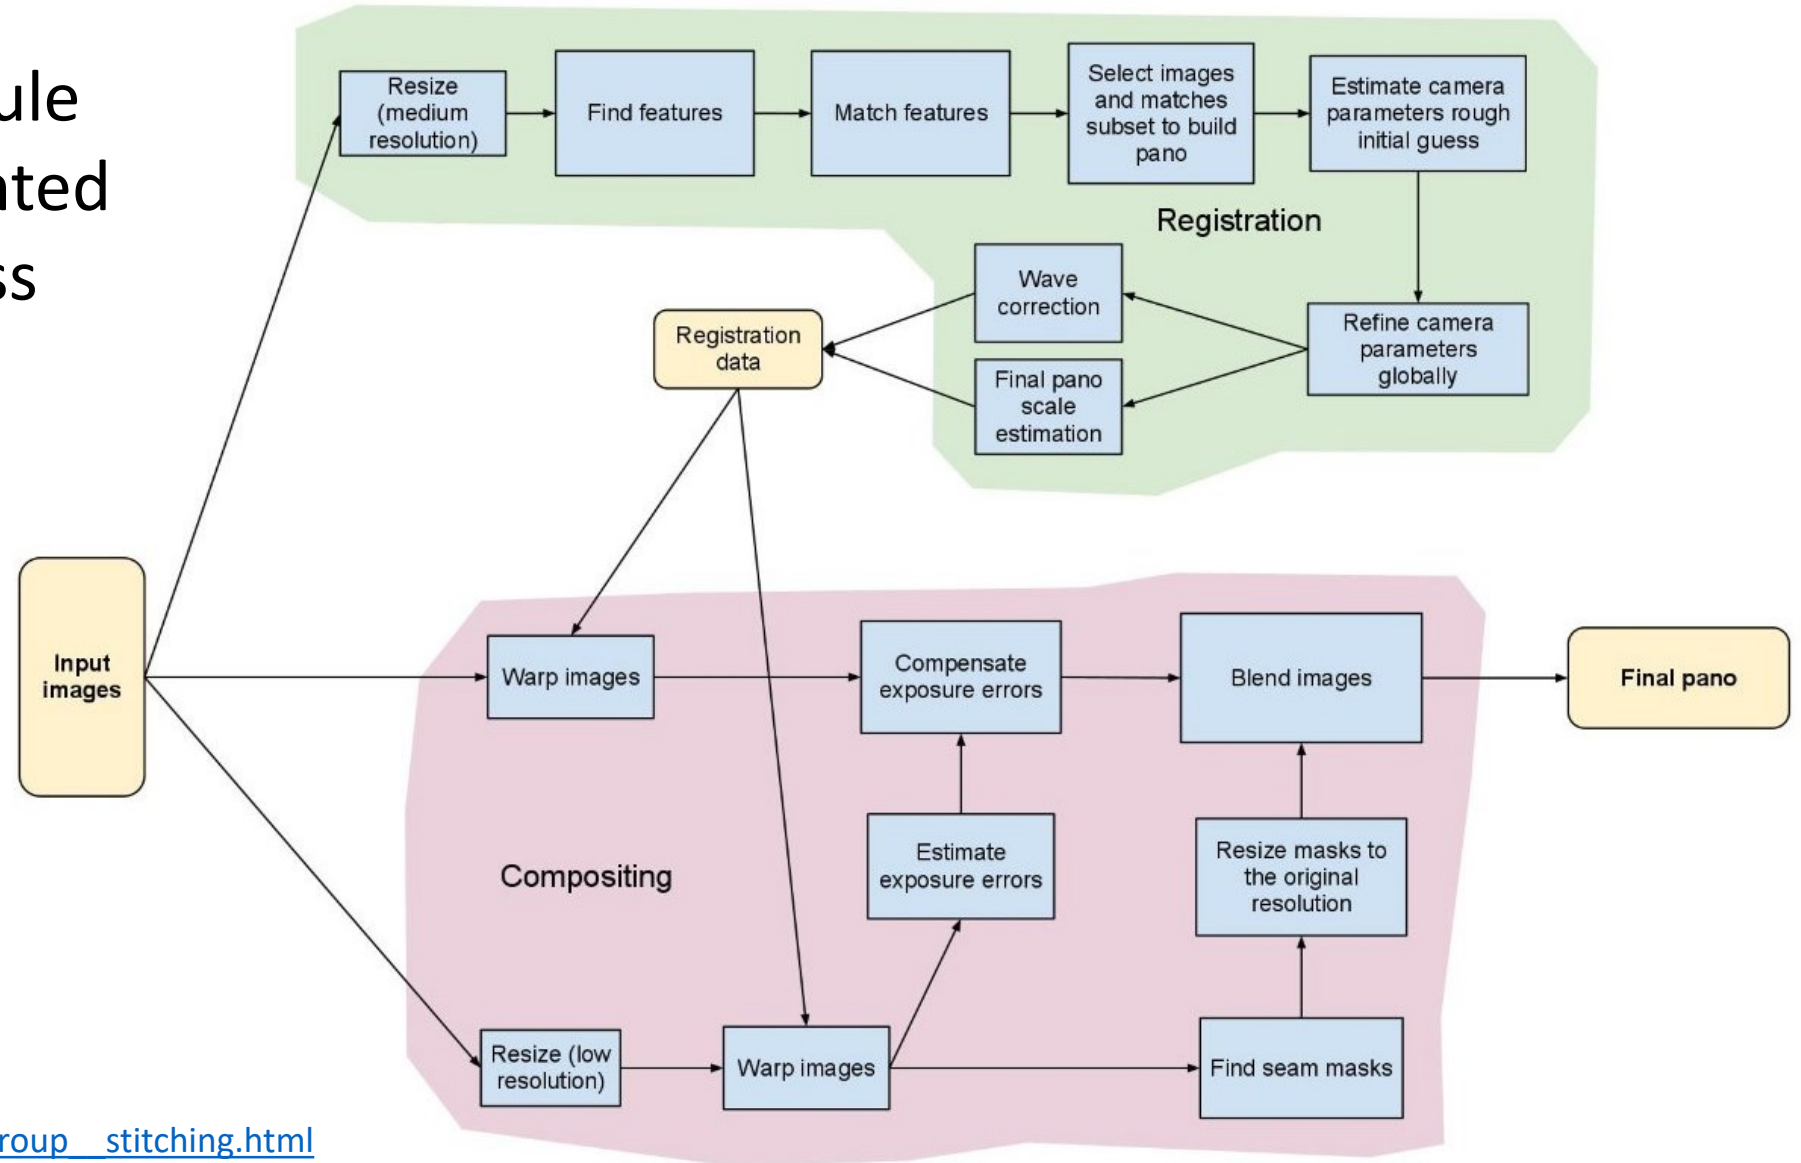 Resize
(medium
resolution)
Find features
Match features
Select images
and matches
subset to build
pano
Estimate camera
parameters rough
initial guess
Registration
Wave
correction
Refine camera
parameters
globally
Registration
data
Final pano
scale
estimation
Input
images
Warp images
Compensate
exposure errors
Blend images
Final pano
Compositing
Estimate
exposure errors
Resize masks to
the original
resolution
Resize (low
resolution)
Warp images
Find seam masks
roup__stitching.html